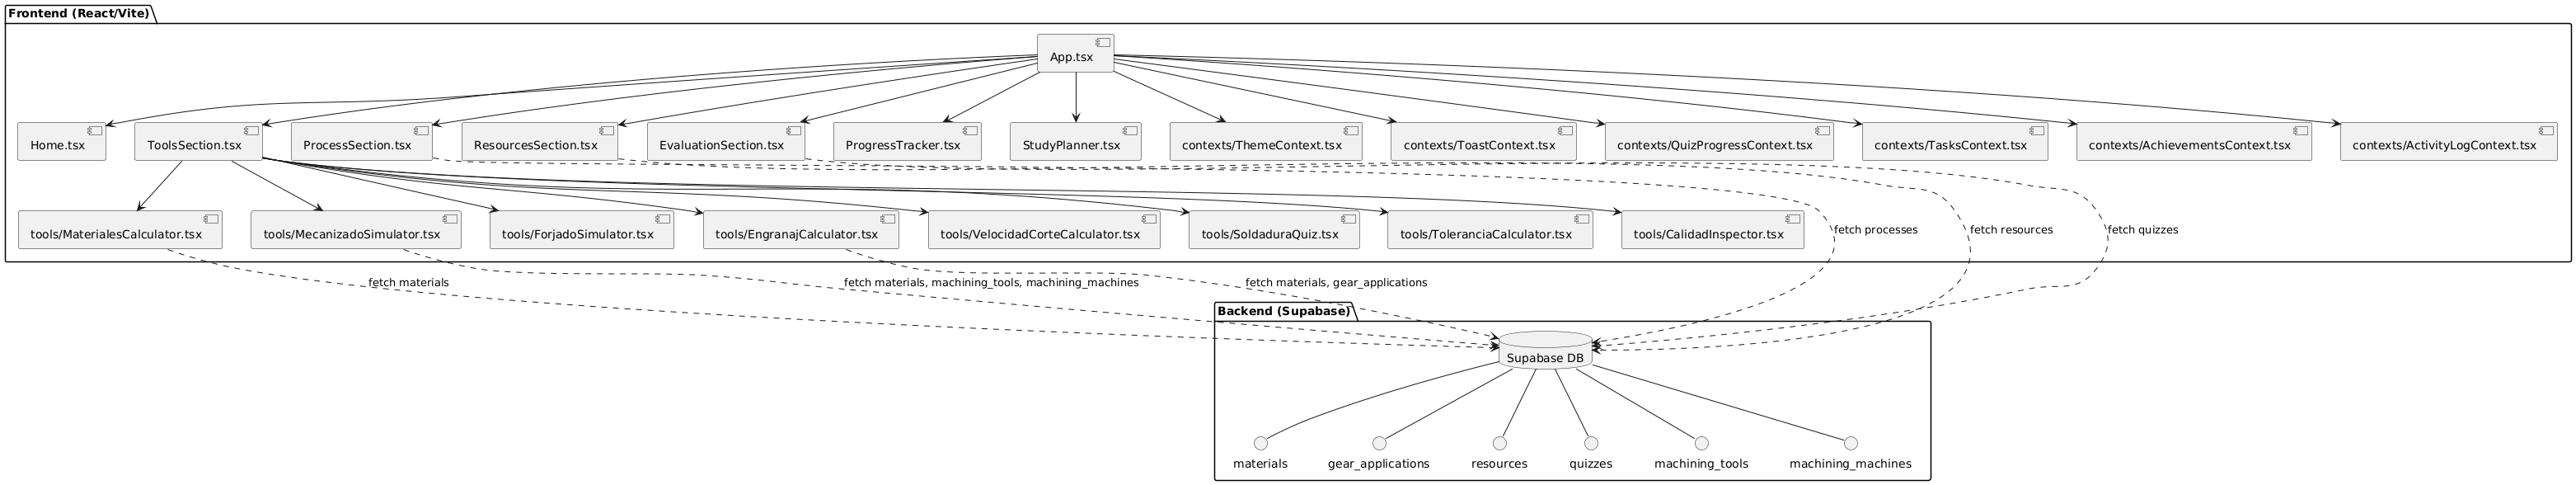 Frontend (React/Vite)
App.tsx
Home.tsx
ToolsSection.tsx
ProcessSection.tsx
ResourcesSection.tsx
EvaluationSection.tsx
ProgressTracker.tsx
StudyPlanner.tsx
contexts/ThemeContext.tsx
contexts/ToastContext.tsx
contexts/QuizProgressContext.tsx
contexts/TasksContext.tsx
contexts/AchievementsContext.tsx
contexts/ActivityLogContext.tsx
tools/MaterialesCalculator.tsx
tools/MecanizadoSimulator.tsx
tools/ForjadoSimulator.tsx
tools/EngranajCalculator.tsx
tools/VelocidadCorteCalculator.tsx
tools/SoldaduraQuiz.tsx
tools/ToleranciaCalculator.tsx
tools/CalidadInspector.tsx
fetch processes
fetch resources
fetch quizzes
fetch materials
fetch materials, machining_tools, machining_machines
fetch materials, gear_applications
Backend (Supabase)
Supabase DB
materials
gear_applications
resources
quizzes
machining_tools
machining_machines